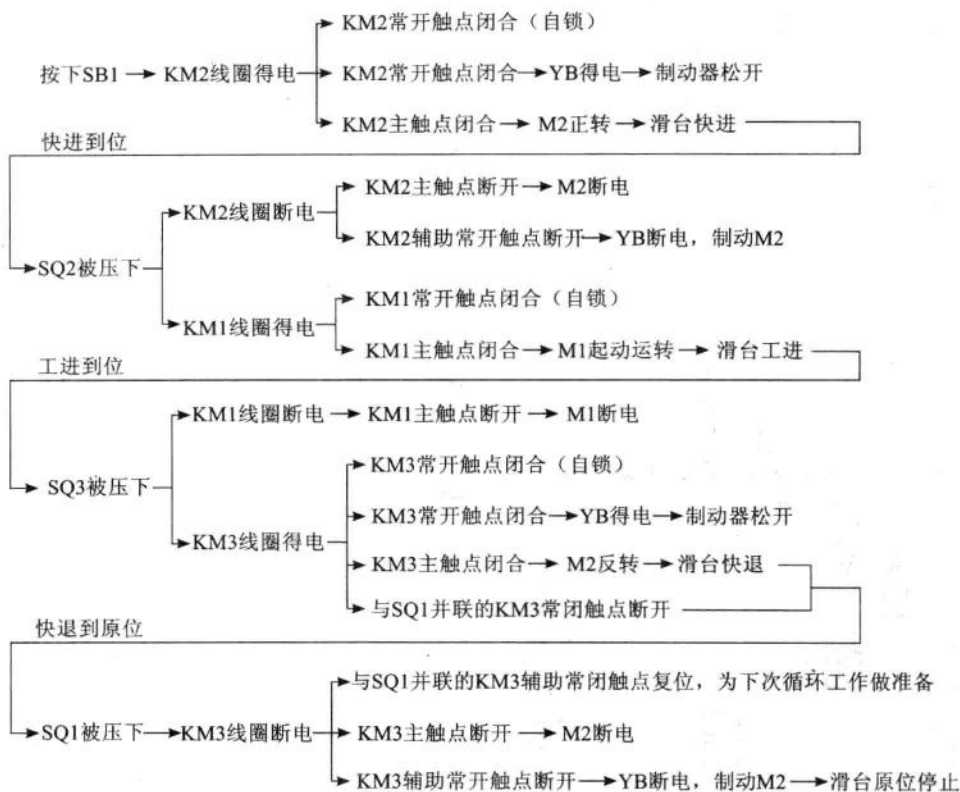 KM2常开触点闭合（自锁）
按下SB1 → KM2线圈得电 → KM2常开触点闭合 → YB得电 → 制动器松开
KM2主触点闭合 → M2正转 → 滑台快进
快进到位
KM2主触点断开 → M2断电
KM2线圈断电
KM2辅助常开触点断开 → YB断电，制动M2
SQ2被压下
KM1常开触点闭合（自锁）
KM1线圈得电
KM1主触点闭合 → M1起动运转 → 滑台工进
工进到位
KM1线圈断电 → KM1主触点断开 → M1断电
KM3常开触点闭合（自锁）
SQ3被压下
KM3常开触点闭合 → YB得电 → 制动器松开
KM3线圈得电
KM3主触点闭合 → M2反转 → 滑台快退
与SQ1并联的KM3常闭触点断开
快退到原位
与SQ1并联的KM3辅助常闭触点复位，为下次循环工作做准备
SQ1被压下 → KM3线圈断电 → KM3主触点断开 → M2断电
KM3辅助常开触点断开 → YB断电，制动M2 → 滑台原位停止